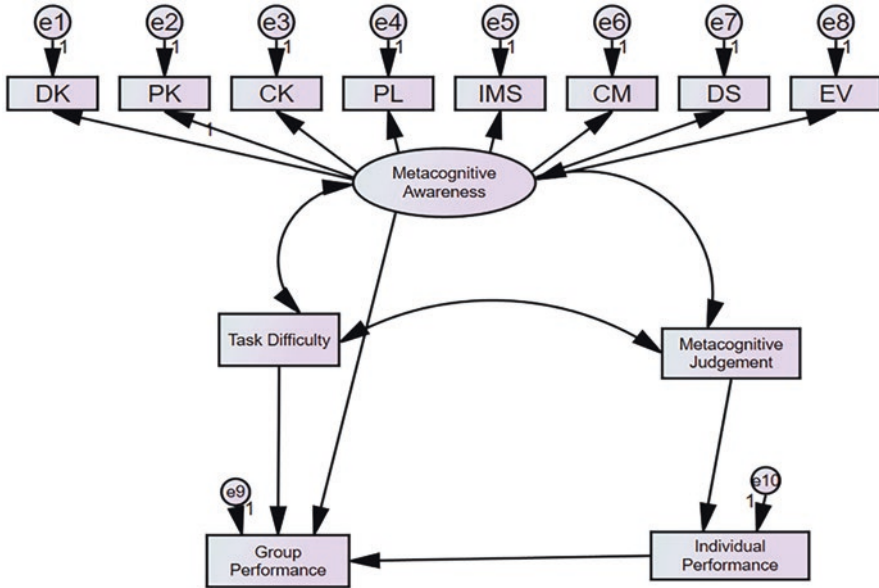 e1 e2 e3 e4 e5 e6 e7 e8
1 1 1 1 1 1 1 1
DK PK CK PL IMS CM DS EV
1
Metacognitive
Awareness
Task Difficulty
Metacognitive
Judgement
e9
1
e10
1
Group
Performance
Individual
Performance